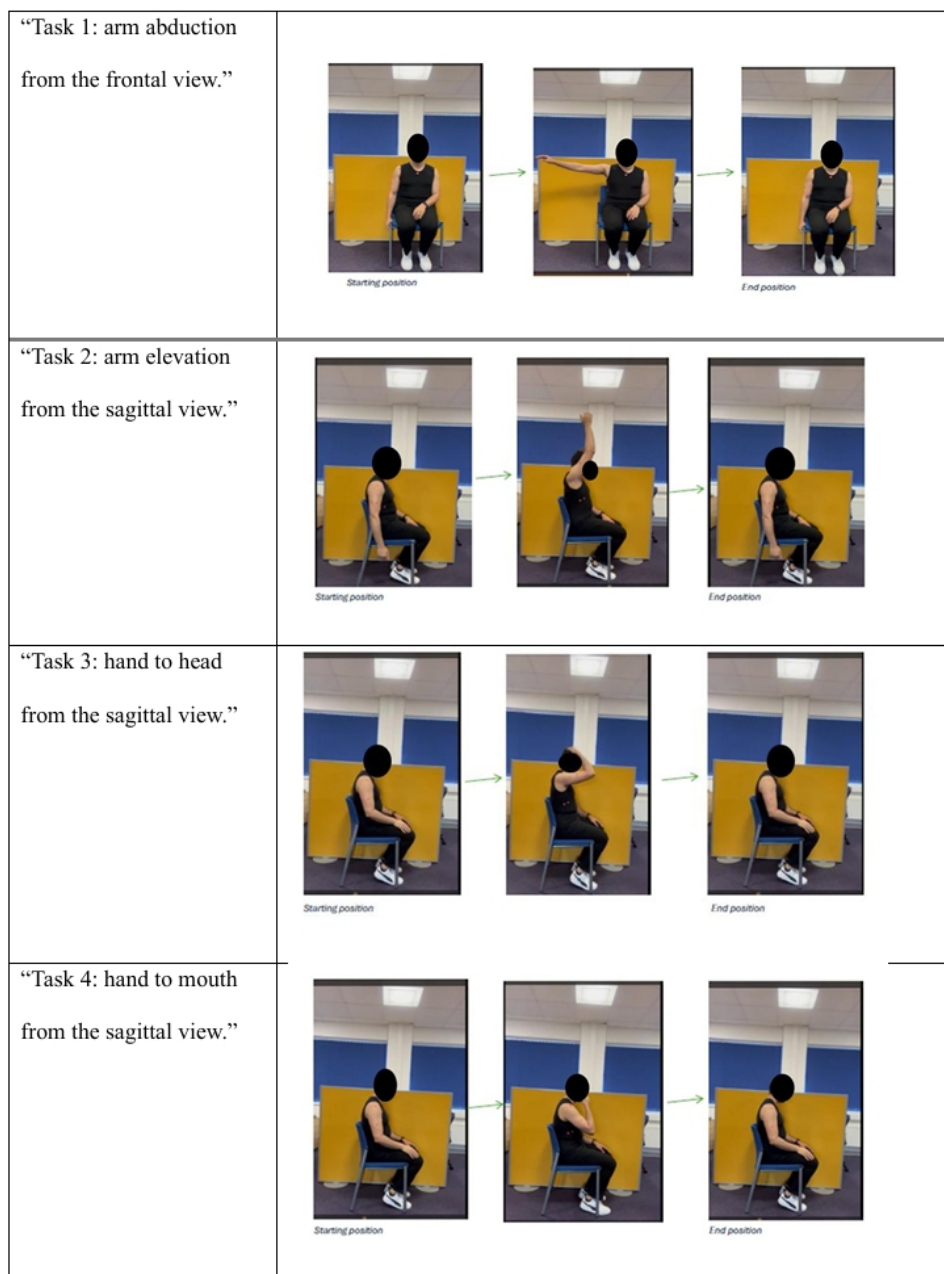 “Task 1: arm abduction
from the frontal view.”
Starting position
End position
“Task 2: arm elevation
from the sagittal view.”
Starting position
End position
“Task 3: hand to head
from the sagittal view.”
Starting position
End position
“Task 4: hand to mouth
from the sagittal view.”
Starting position
End position